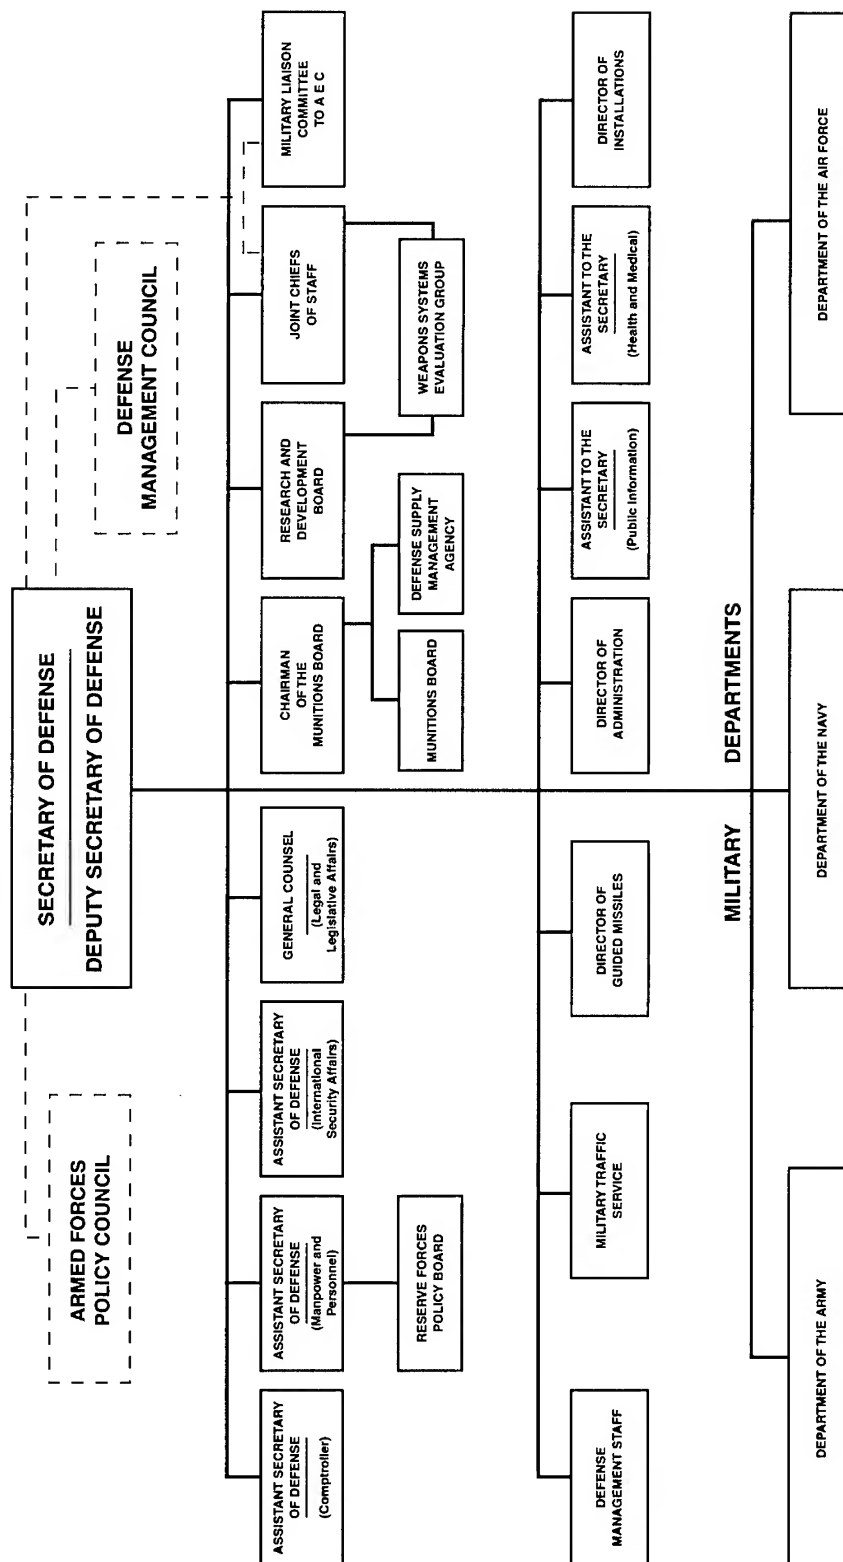 SECRETARY OF DEFENSE
DEPUTY SECRETARY OF DEFENSE
ARMED FORCES
POLICY COUNCIL
DEFENSE
MANAGEMENT COUNCIL
ASSISTANT SECRETARY
OF DEFENSE
(Comptroller)
ASSISTANT SECRETARY
OF DEFENSE
(Manpower and
Personnel)
ASSISTANT SECRETARY
OF DEFENSE
(International
Security Affairs)
GENERAL COUNSEL
(Legal and
Legislative Affairs)
CHAIRMAN
OF THE
MUNITIONS BOARD
RESEARCH AND
DEVELOPMENT
BOARD
JOINT CHIEFS
OF STAFF
MILITARY LIAISON
COMMITTEE
TO A E C
RESERVE FORCES
POLICY BOARD
MUNITIONS BOARD
DEFENSE SUPPLY
MANAGEMENT
AGENCY
WEAPONS SYSTEMS
EVALUATION GROUP
DEFENSE
MANAGEMENT STAFF
MILITARY TRAFFIC
SERVICE
DIRECTOR OF
GUIDED MISSILES
DIRECTOR OF
ADMINISTRATION
ASSISTANT TO THE
SECRETARY
(Public Information)
ASSISTANT TO THE
SECRETARY
(Health and Medical)
DIRECTOR OF
INSTALLATIONS
MILITARY DEPARTMENTS
DEPARTMENT OF THE ARMY
DEPARTMENT OF THE NAVY
DEPARTMENT OF THE AIR FORCE